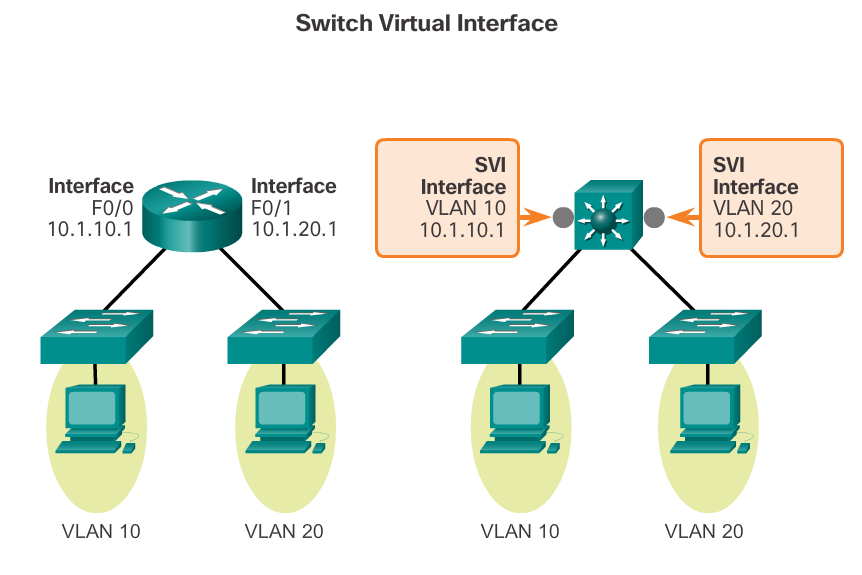 Switch Virtual Interface
Interface
F0/0
10.1.10.1
Interface
F0/1
10.1.20.1
SVI
Interface
VLAN 10
10.1.10.1
SVI
Interface
VLAN 20
10.1.20.1
VLAN 10
VLAN 20
VLAN 10
VLAN 20